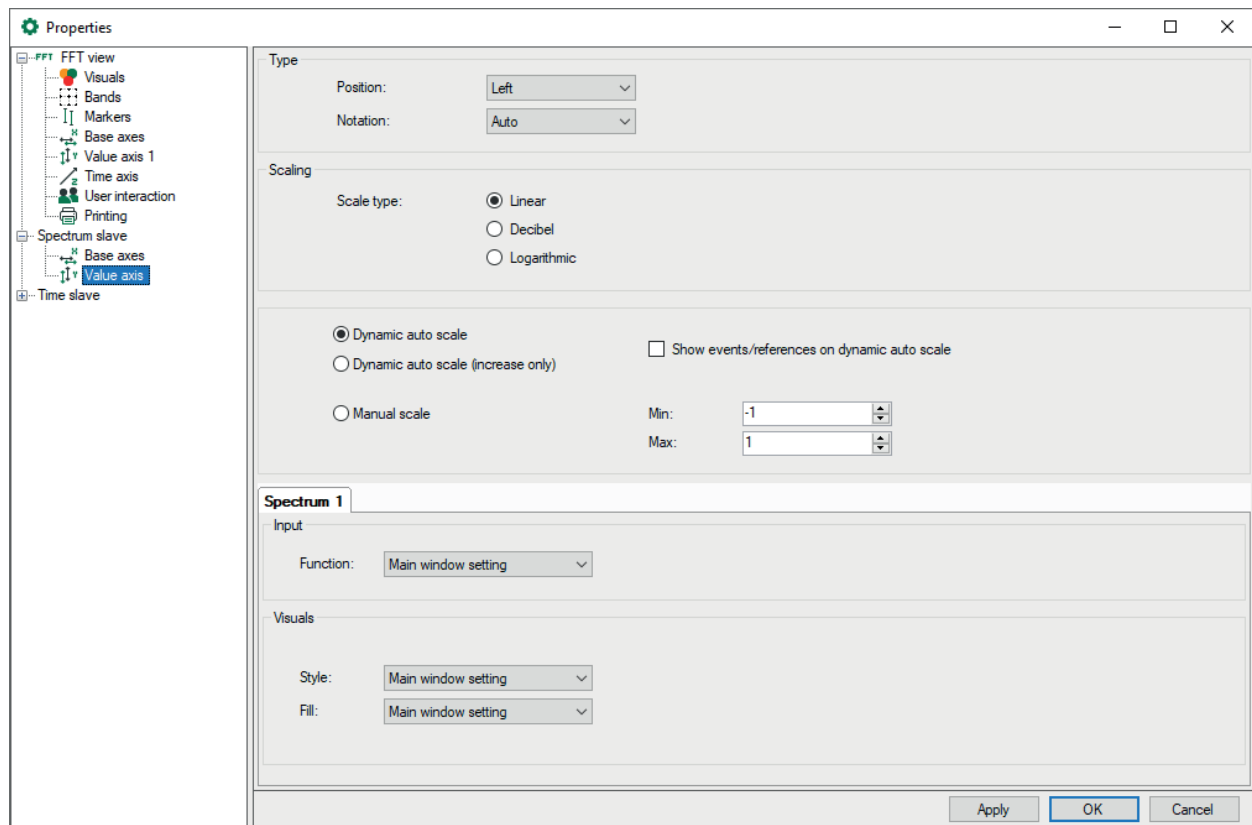 Properties
FFT FFT view
Visuals
Bands
Markers
X Base axes
Y Value axis 1
Z Time axis
User interaction
Printing
Spectrum slave
X Base axes
Y Value axis
Time slave
Type
Position: Left
Notation: Auto
Scaling
Scale type: Linear
Decibel
Logarithmic
Dynamic auto scale
Show events/references on dynamic auto scale
Dynamic auto scale (increase only)
Manual scale Min: -1
Max: 1
Spectrum 1
Input
Function: Main window setting
Visuals
Style: Main window setting
Fill: Main window setting
Apply OK Cancel